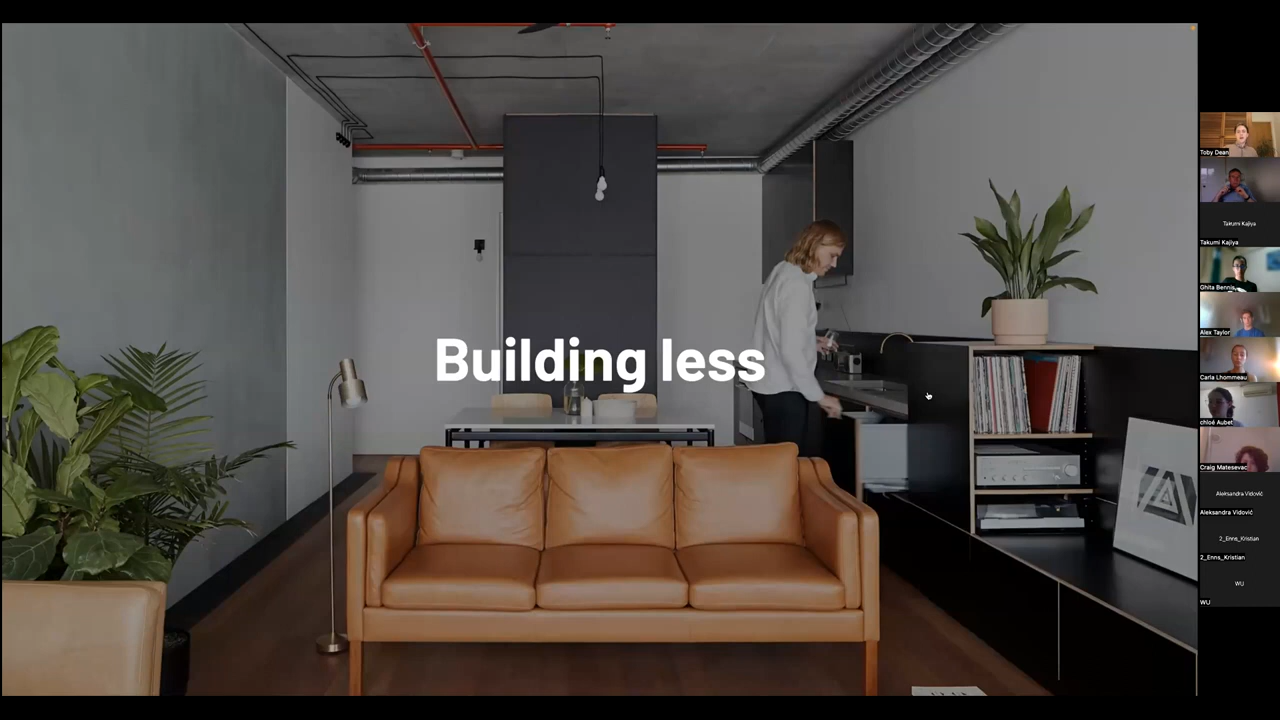 Building less
Toby Dean
Takumi Kajiya
Takumi Kajiya
Ghita Bennis
Alex Taylor
Carla Lhommeau
chloé Aubet
Craig Matesevac
Aleksandra Vidović
Aleksandra Vidović
2_Enns_Kristian
2_Enns_Kristian
WU
WU